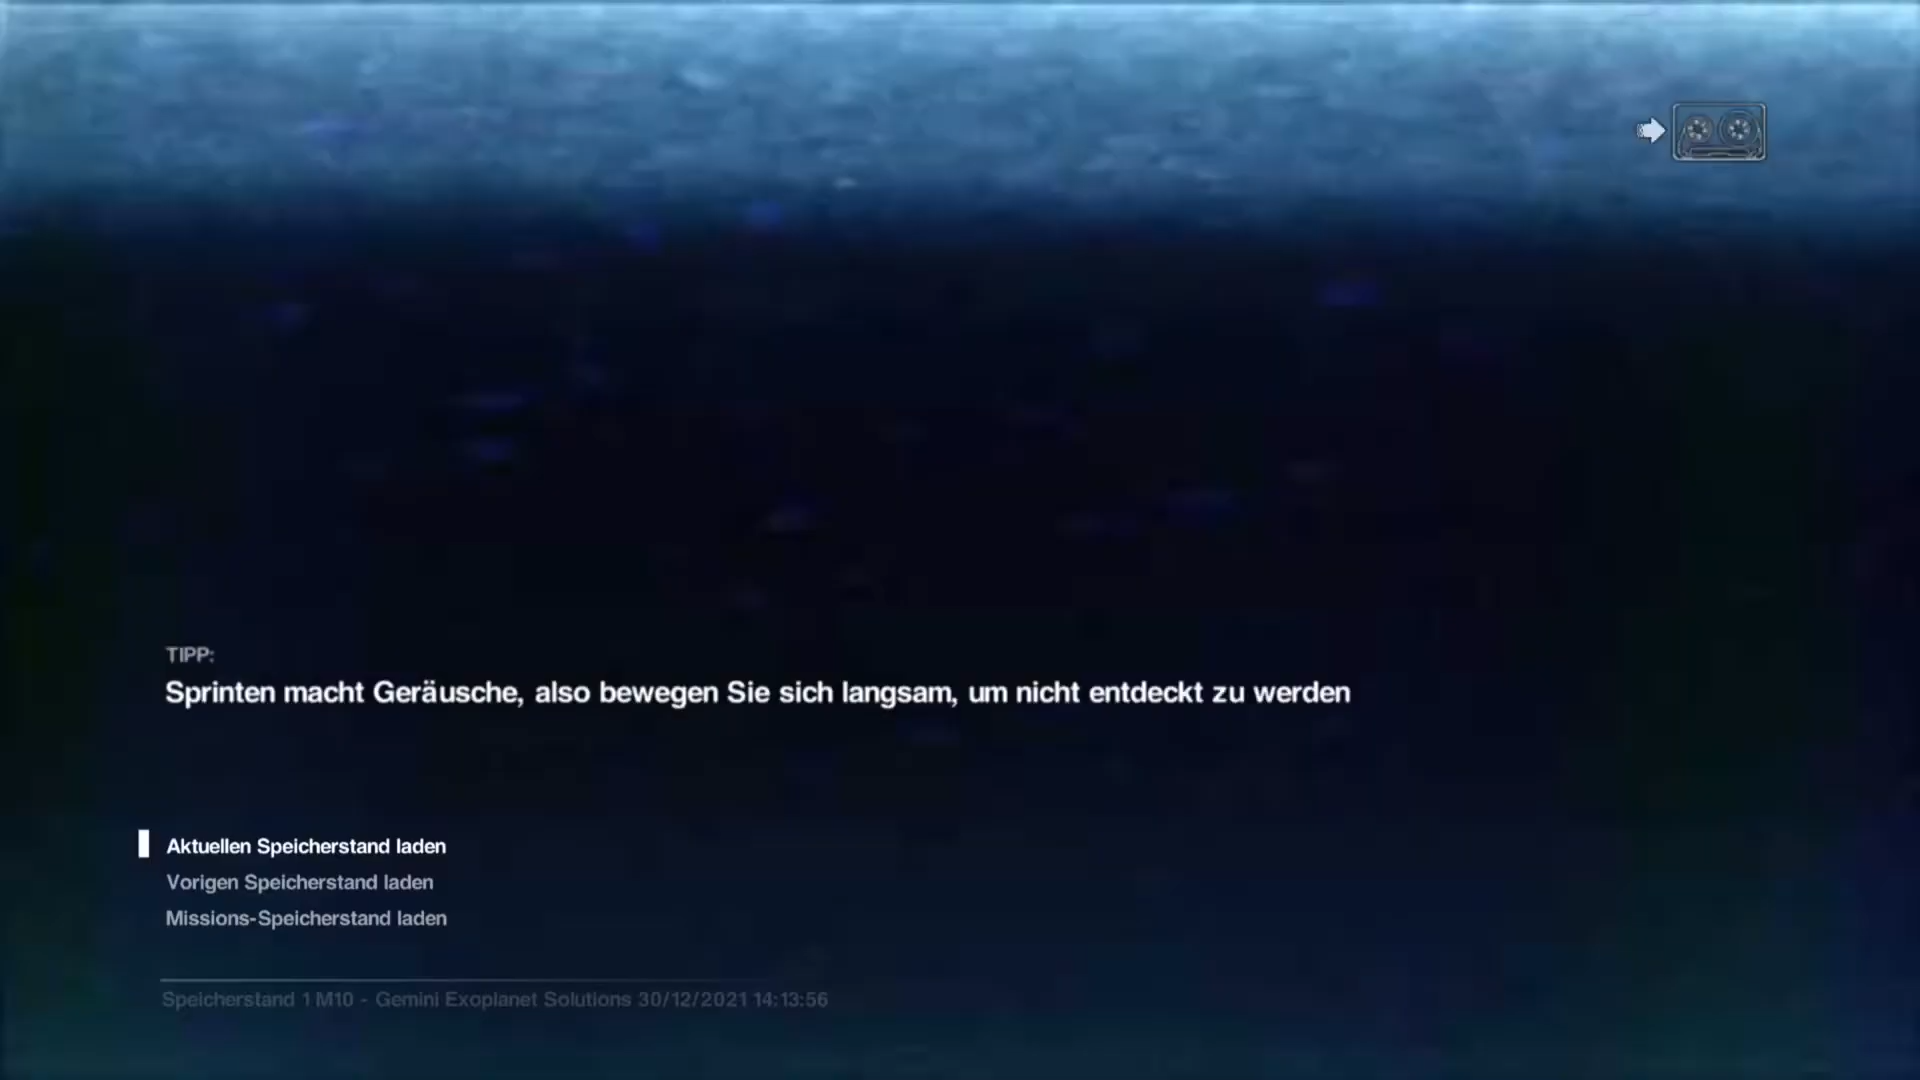 TIPP:
Sprinten macht Geräusche, also bewegen Sie sich langsam, um nicht entdeckt zu werden
Aktuellen Speicherstand laden
Vorigen Speicherstand laden
Missions-Speicherstand laden
Speicherstand 1 M10 - Gemini Exoplanet Solutions 30/12/2021 14:13:56